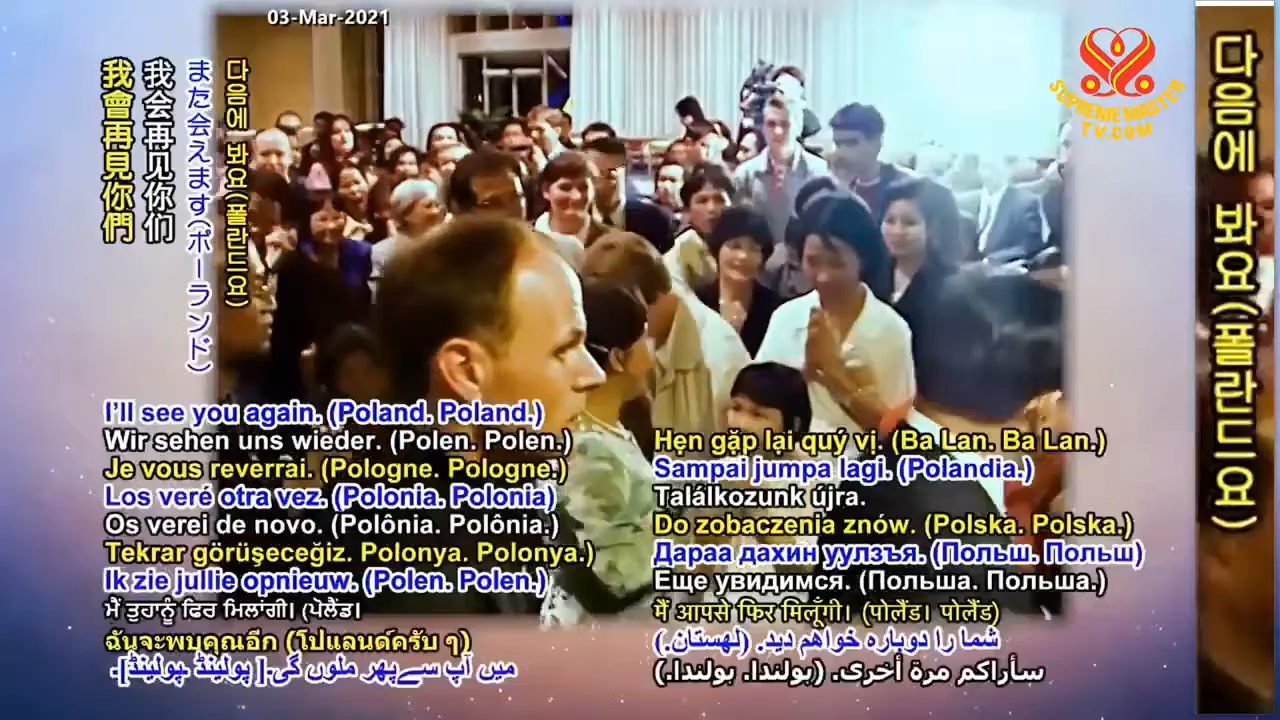 03-Mar-2021
SUPREME MASTER
TV.COM
我會再見你們
我会再见你们
また会えます(ポーランド)
다음에 봐요(폴란드요)
다음에 봐요(폴란드요)
I'll see you again. (Poland. Poland.)
Wir sehen uns wieder. (Polen. Polen.)
Je vous reverrai. (Pologne. Pologne.)
Los veré otra vez. (Polonia. Polonia)
Os verei de novo. (Polônia. Polônia.)
Tekrar görüşeceğiz. Polonya. Polonya.)
Ik zie jullie opnieuw. (Polen. Polen.)
ਮੈਂ ਤੁਹਾਨੂੰ ਫਿਰ ਮਿਲਾਂਗੀ। (ਪੋਲੈਂਡ।
ฉันจะพบคุณอีก (โปแลนด์ครับ ๆ)
میں آپ سے پھر ملوں گی.[ پولینڈ .پولینڈ].
Hẹn gặp lại quý vị. (Ba Lan. Ba Lan.)
Sampai jumpa lagi. (Polandia.)
Találkozunk újra.
Do zobaczenia znów. (Polska. Polska.)
Дараа дахин уулзъя. (Польш. Польш)
Еще увидимся. (Польша. Польша.)
मैं आपसे फिर मिलूँगी। (पोलैंड। पोलैंड)
شما را دوباره خواهم دید. (لهستان.)
سأراكم مرة أخرى. (بولندا. بولندا.)